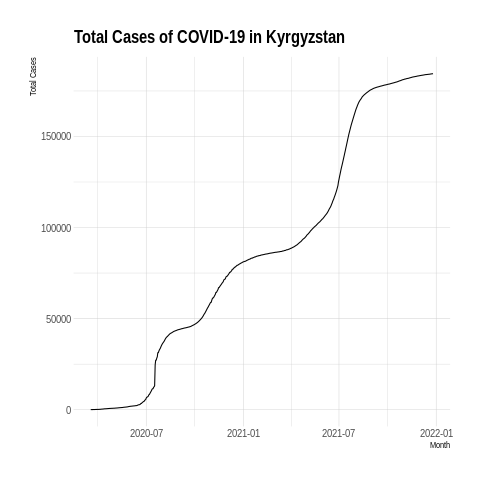 Total Cases of COVID-19 in Kyrgyzstan
Total Cases
150000
100000
50000
0
2020-07 2021-01 2021-07 2022-01
Month